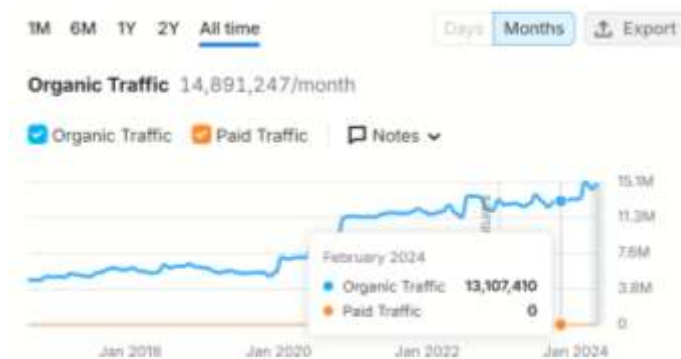 1M 6M 1Y 2Y All time Days Months Export
Organic Traffic 14,891,247/month
Organic Traffic Paid Traffic Notes
15.1M
11.3M
7.6M
3.8M
0
February 2024
Organic Traffic 13,107,410
Paid Traffic 0
Jan 2018 Jan 2020 Jan 2022 Jan 2024